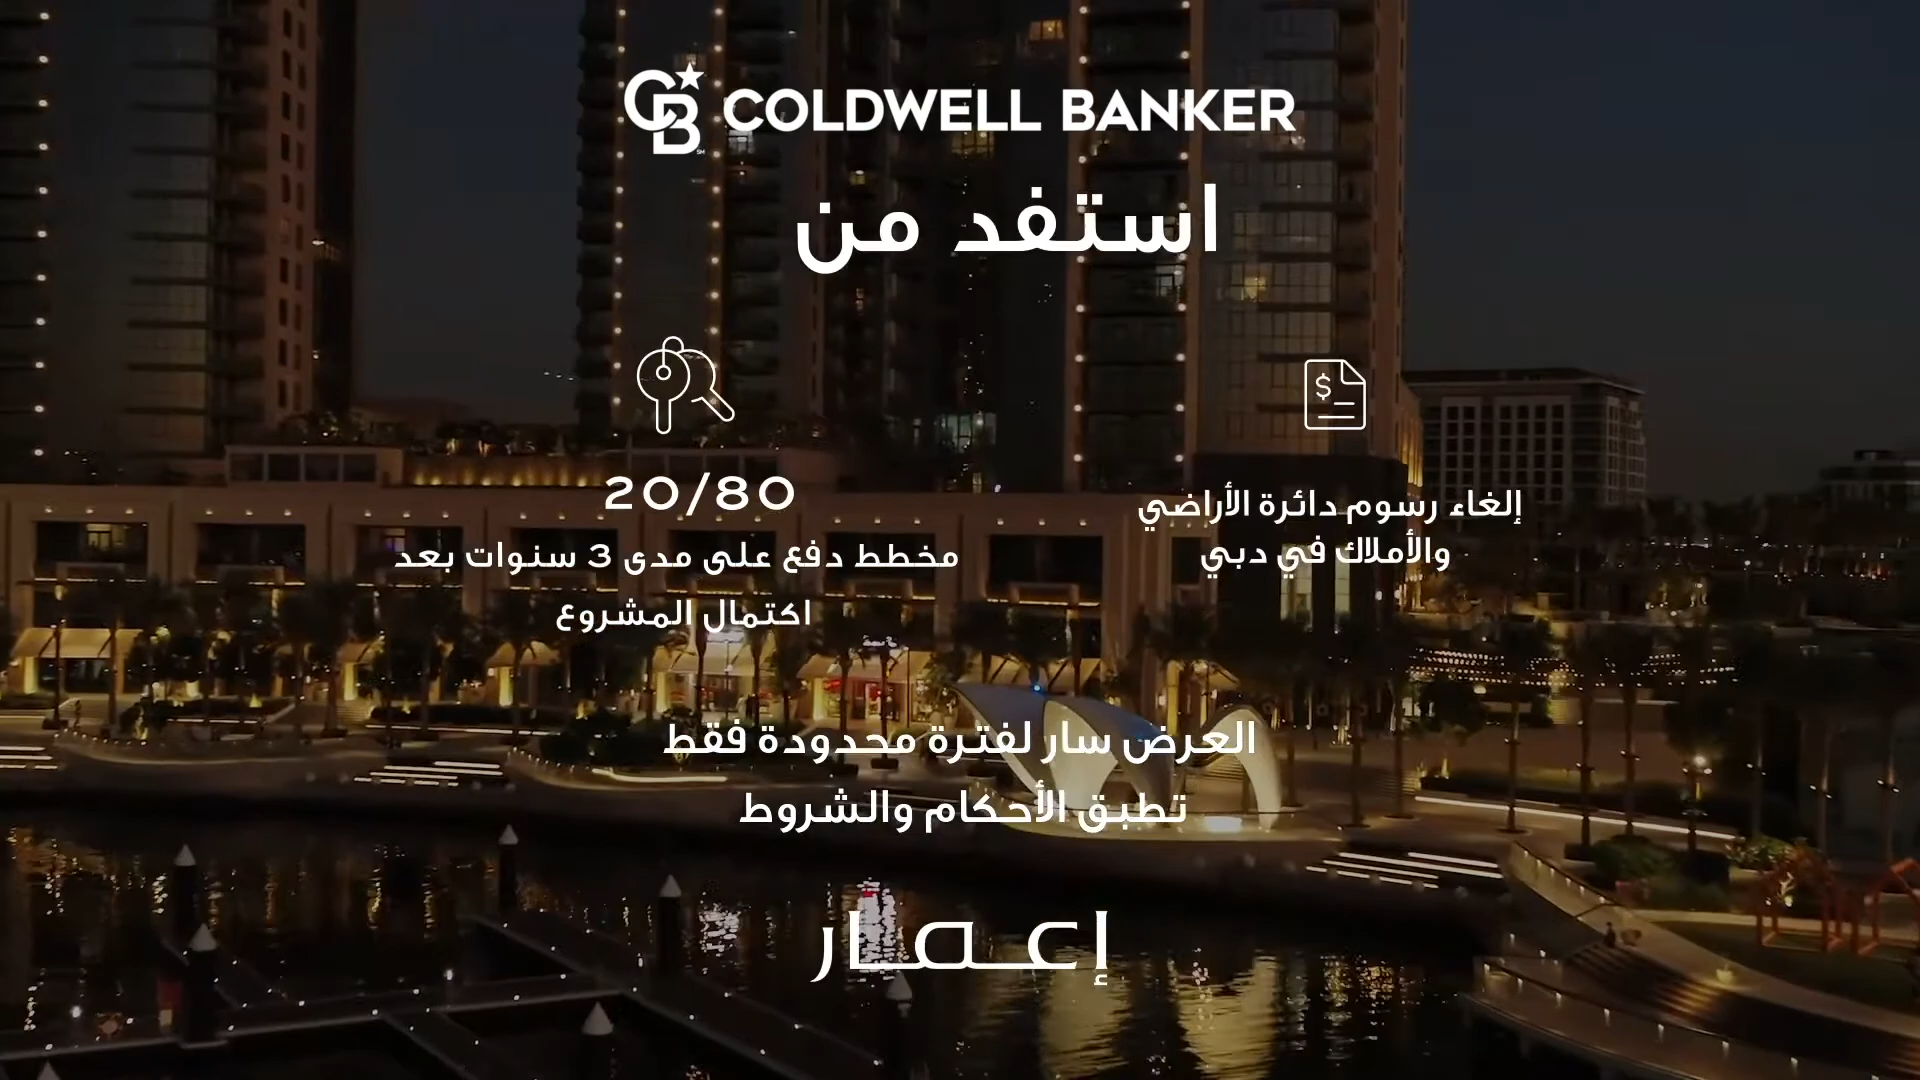 COLDWELL BANKER
استفد من
إلغاء رسوم دائرة الأراضي
والأملاك في دبي
20/80
مخطط دفع على مدى 3 سنوات بعد
اكتمال المشروع
العرض سار لفترة محدودة فقط
تطبق الأحكام والشروط
إعمار